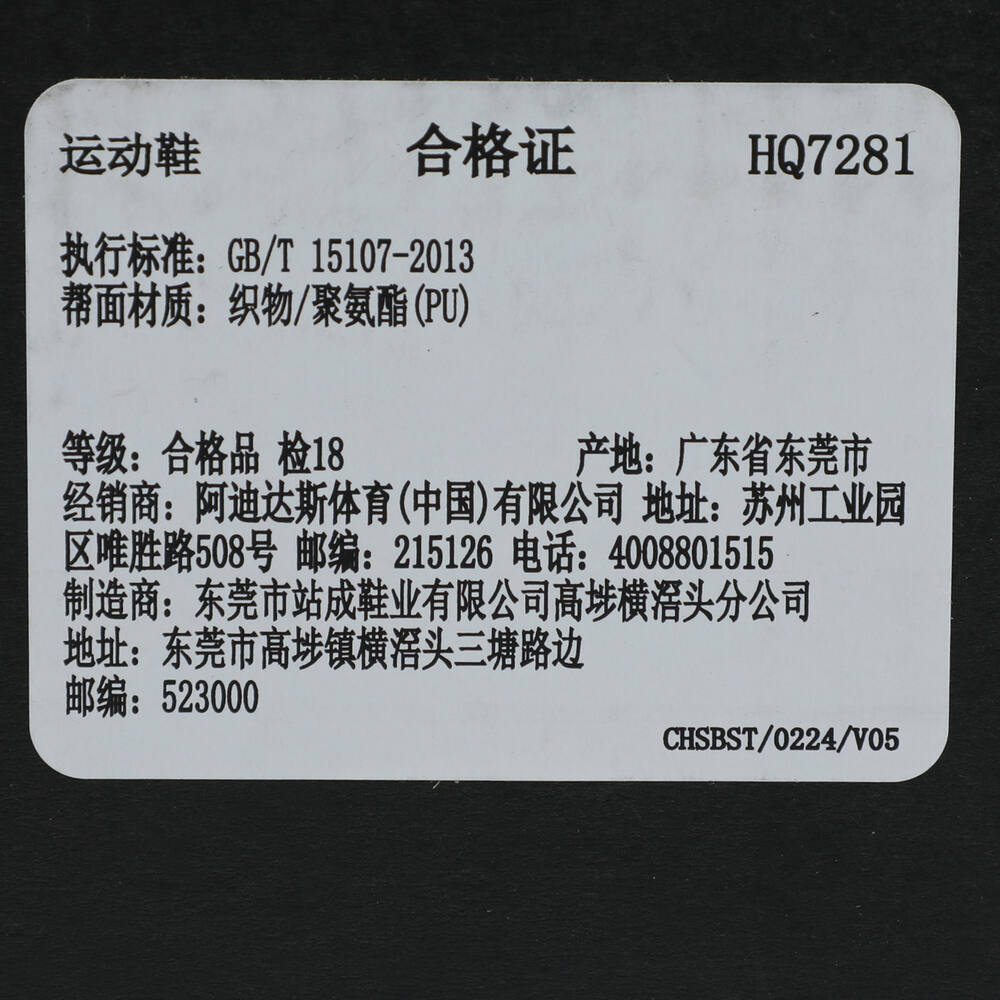 运动鞋 合格证 HQ7281
执行标准：GB/T 15107-2013
帮面材质：织物/聚氨酯(PU)
等级：合格品 检18 产地：广东省东莞市
经销商：阿迪达斯体育(中国)有限公司 地址：苏州工业园
区唯胜路508号 邮编：215126 电话：4008801515
制造商：东莞市站成鞋业有限公司高埗横滘头分公司
地址：东莞市高埗镇横滘头三塘路边
邮编：523000
CHSBST/0224/V05